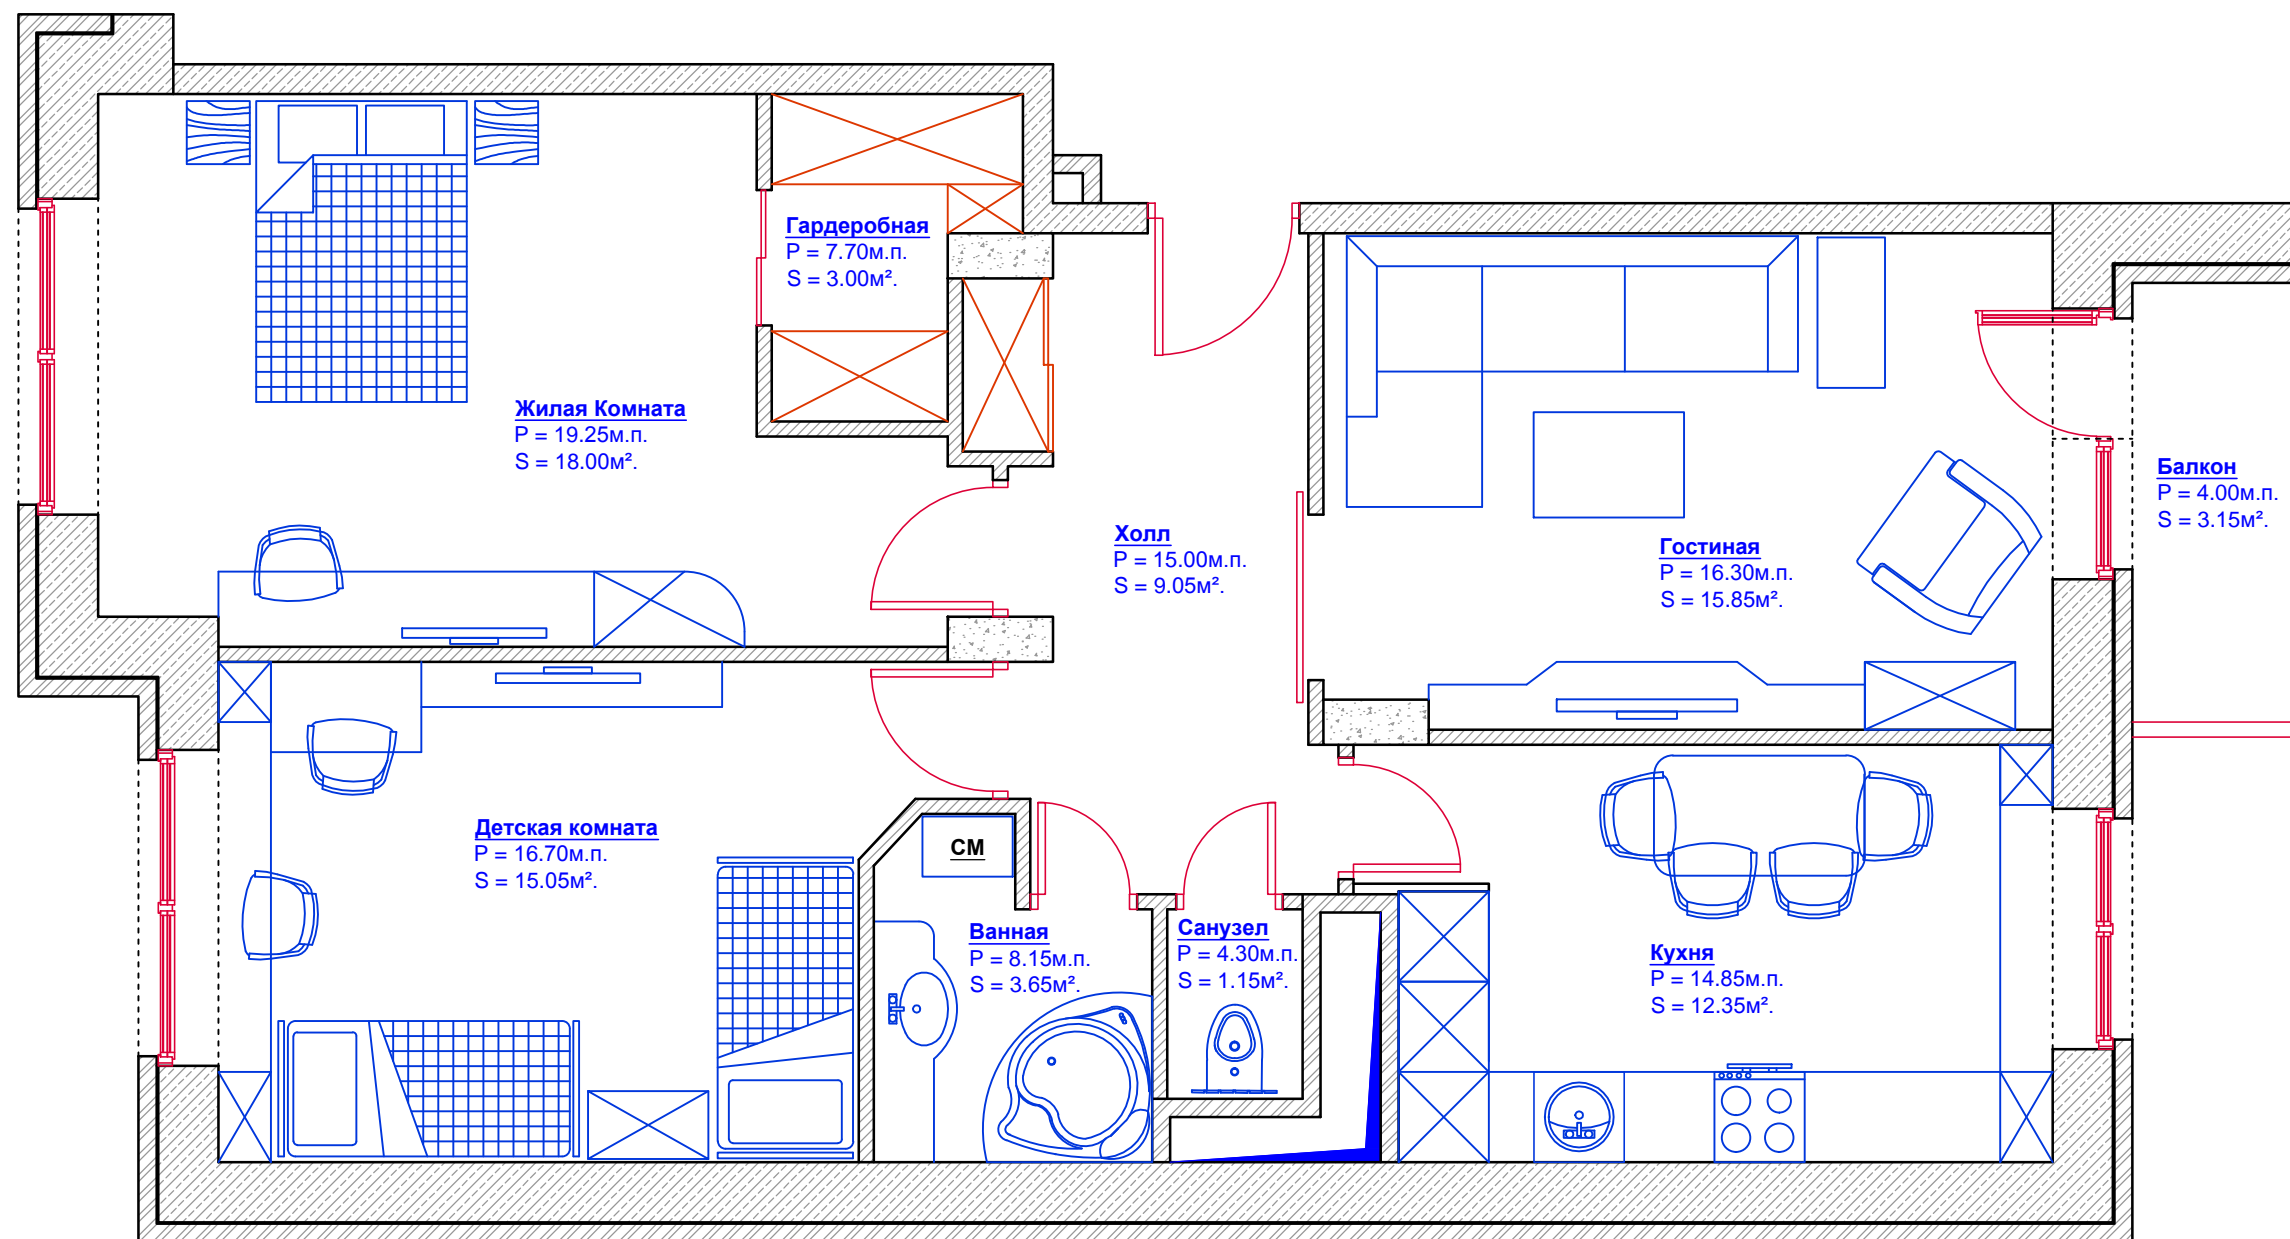 Гардеробная
P = 7.70м.п.
S = 3.00м².
Жилая Комната
P = 19.25м.п.
S = 18.00м².
Холл
P = 15.00м.п.
S = 9.05м².
Гостиная
P = 16.30м.п.
S = 15.85м².
Балкон
P = 4.00м.п.
S = 3.15м².
Детская комната
P = 16.70м.п.
S = 15.05м².
СМ
Ванная
P = 8.15м.п.
S = 3.65м².
Санузел
P = 4.30м.п.
S = 1.15м².
Кухня
P = 14.85м.п.
S = 12.35м².